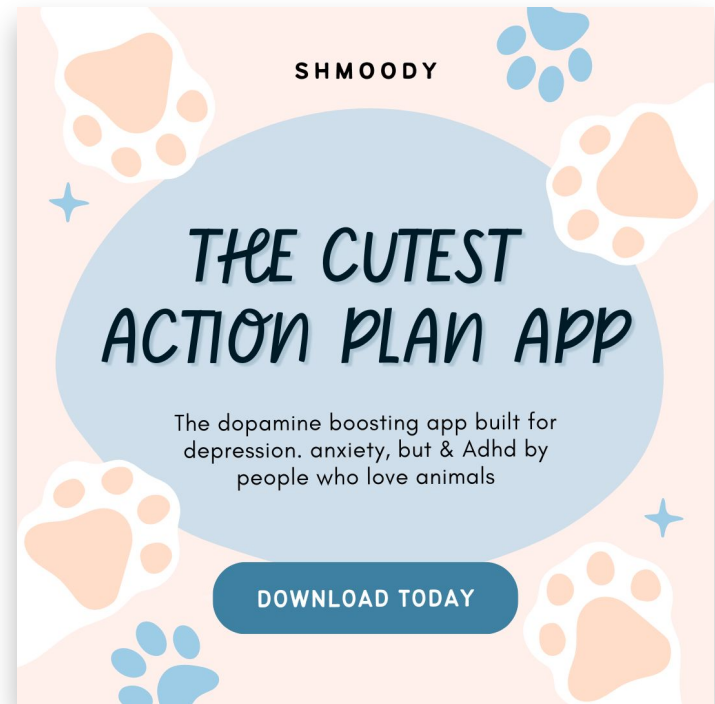 SHMOODY
THE CUTEST
ACTION PLAN APP
The dopamine boosting app built for
depression. anxiety, but & Adhd by
people who love animals
DOWNLOAD TODAY